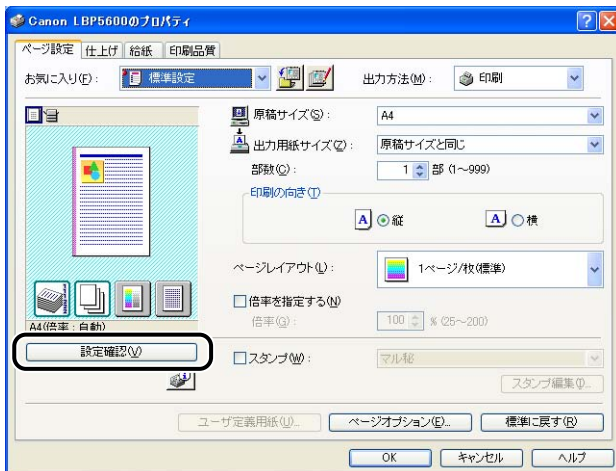 Canon LBP5600のプロパティ
ページ設定 仕上げ 給紙 印刷品質
お気に入り(F): 標準設定 出力方法(M): 印刷
原稿サイズ(S): A4
出力用紙サイズ(Z): 原稿サイズと同じ
部数(C): 1 部 (1～999)
印刷の向き(T)
A 縦 A 横
ページレイアウト(L): 1ページ/枚(標準)
倍率を指定する(N)
倍率(G): 100 % (25～200)
A4(倍率:自動)
設定確認(V)
スタンプ(W): マル秘
スタンプ編集(I)...
ユーザ定義用紙(U)... ページオプション(E)... 標準に戻す(R)
OK キャンセル ヘルプ